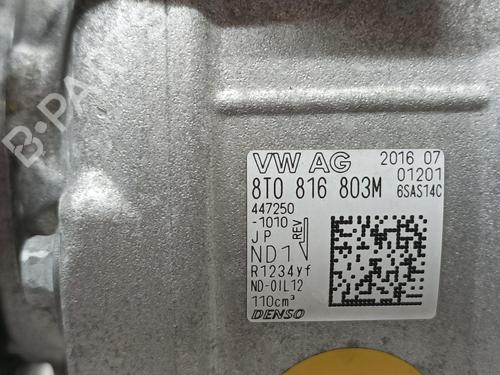 B-PARTS
VW AG 2016 07
01201
8T0 816 803M 6SAS14C
447250
-1010
JP REV
ND1
R1234yf
ND-OIL12
110cm³
DENSO